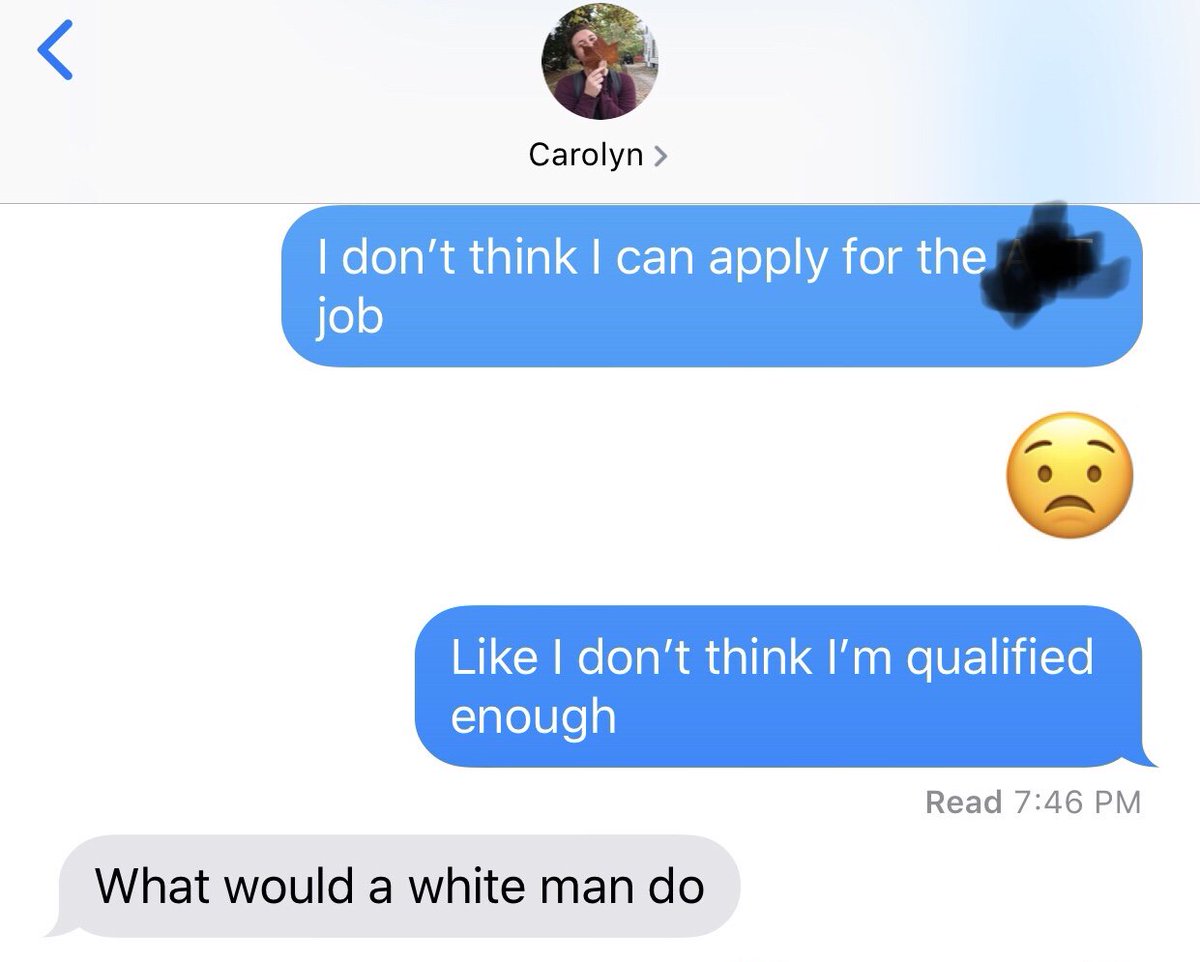 Carolyn
I don’t think I can apply for the
job
Like I don’t think I’m qualified
enough
Read 7:46 PM
What would a white man do